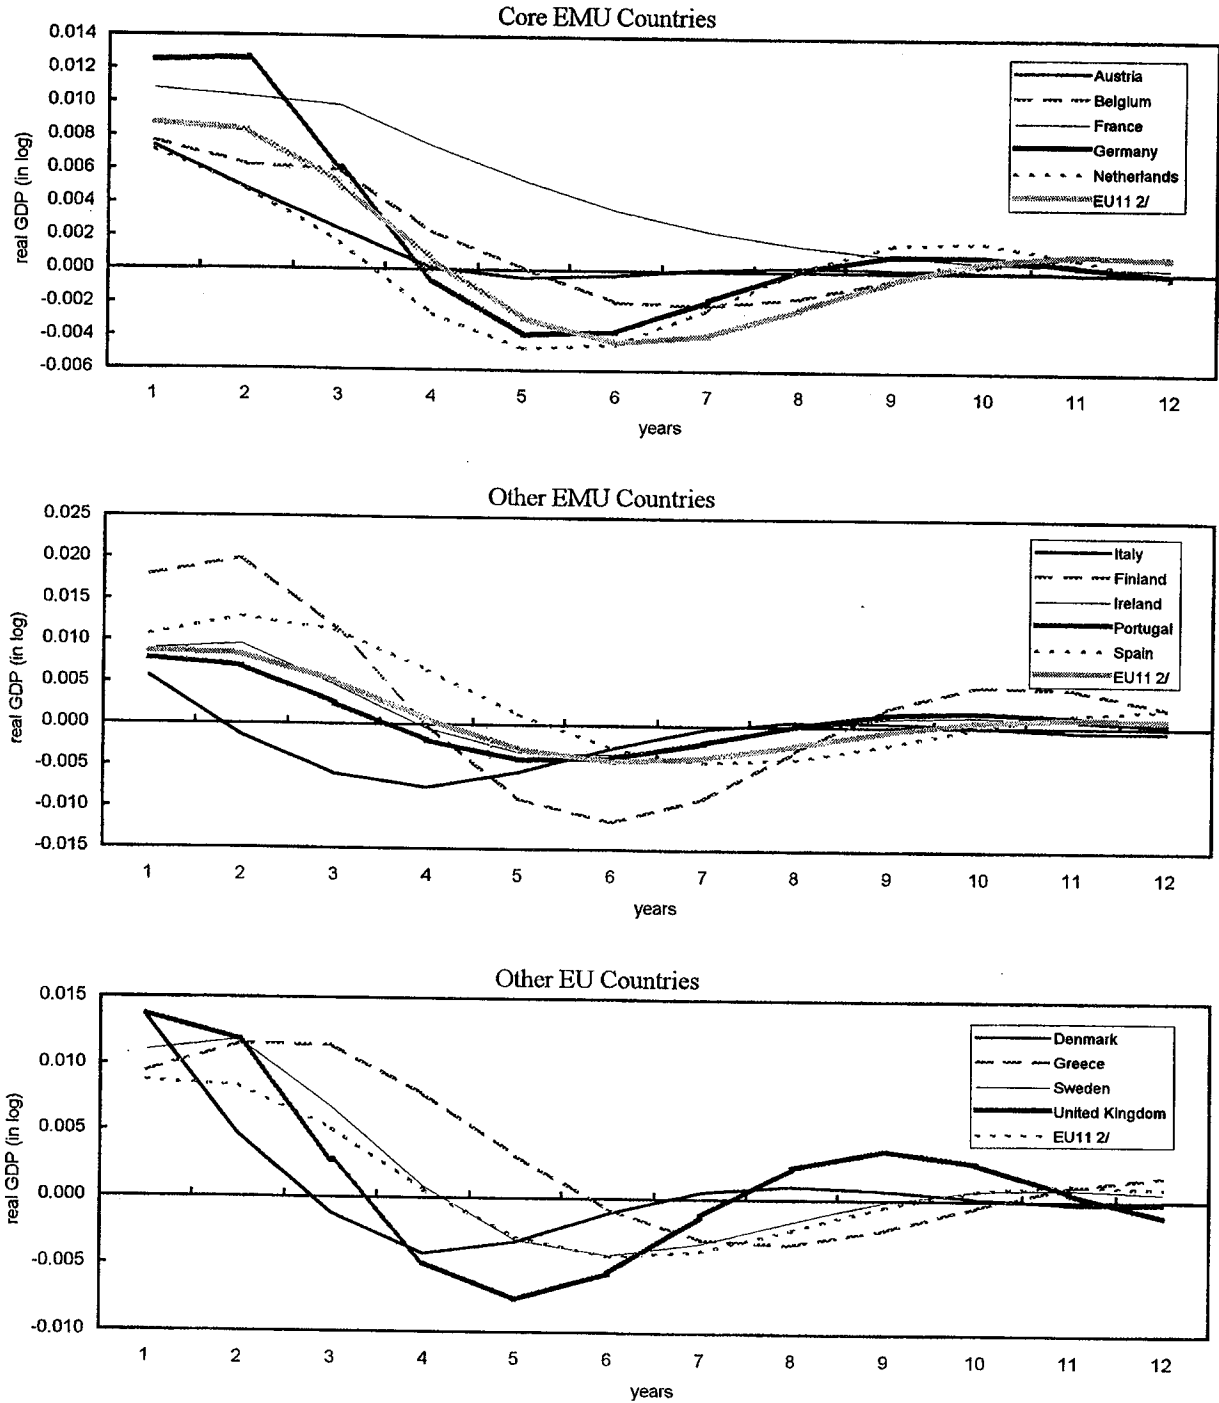 Core EMU Countries
real GDP (in log)
0.014
0.012
0.010
0.008
0.006
0.004
0.002
0.000
-0.002
-0.004
-0.006
Austria
Belgium
France
Germany
Netherlands
EU11 2/
1 2 3 4 5 6 7 8 9 10 11 12
years
Other EMU Countries
real GDP (in log)
0.025
0.020
0.015
0.010
0.005
0.000
-0.005
-0.010
-0.015
Italy
Finland
Ireland
Portugal
Spain
EU11 2/
1 2 3 4 5 6 7 8 9 10 11 12
years
Other EU Countries
real GDP (in log)
0.015
0.010
0.005
0.000
-0.005
-0.010
Denmark
Greece
Sweden
United Kingdom
EU11 2/
1 2 3 4 5 6 7 8 9 10 11 12
years